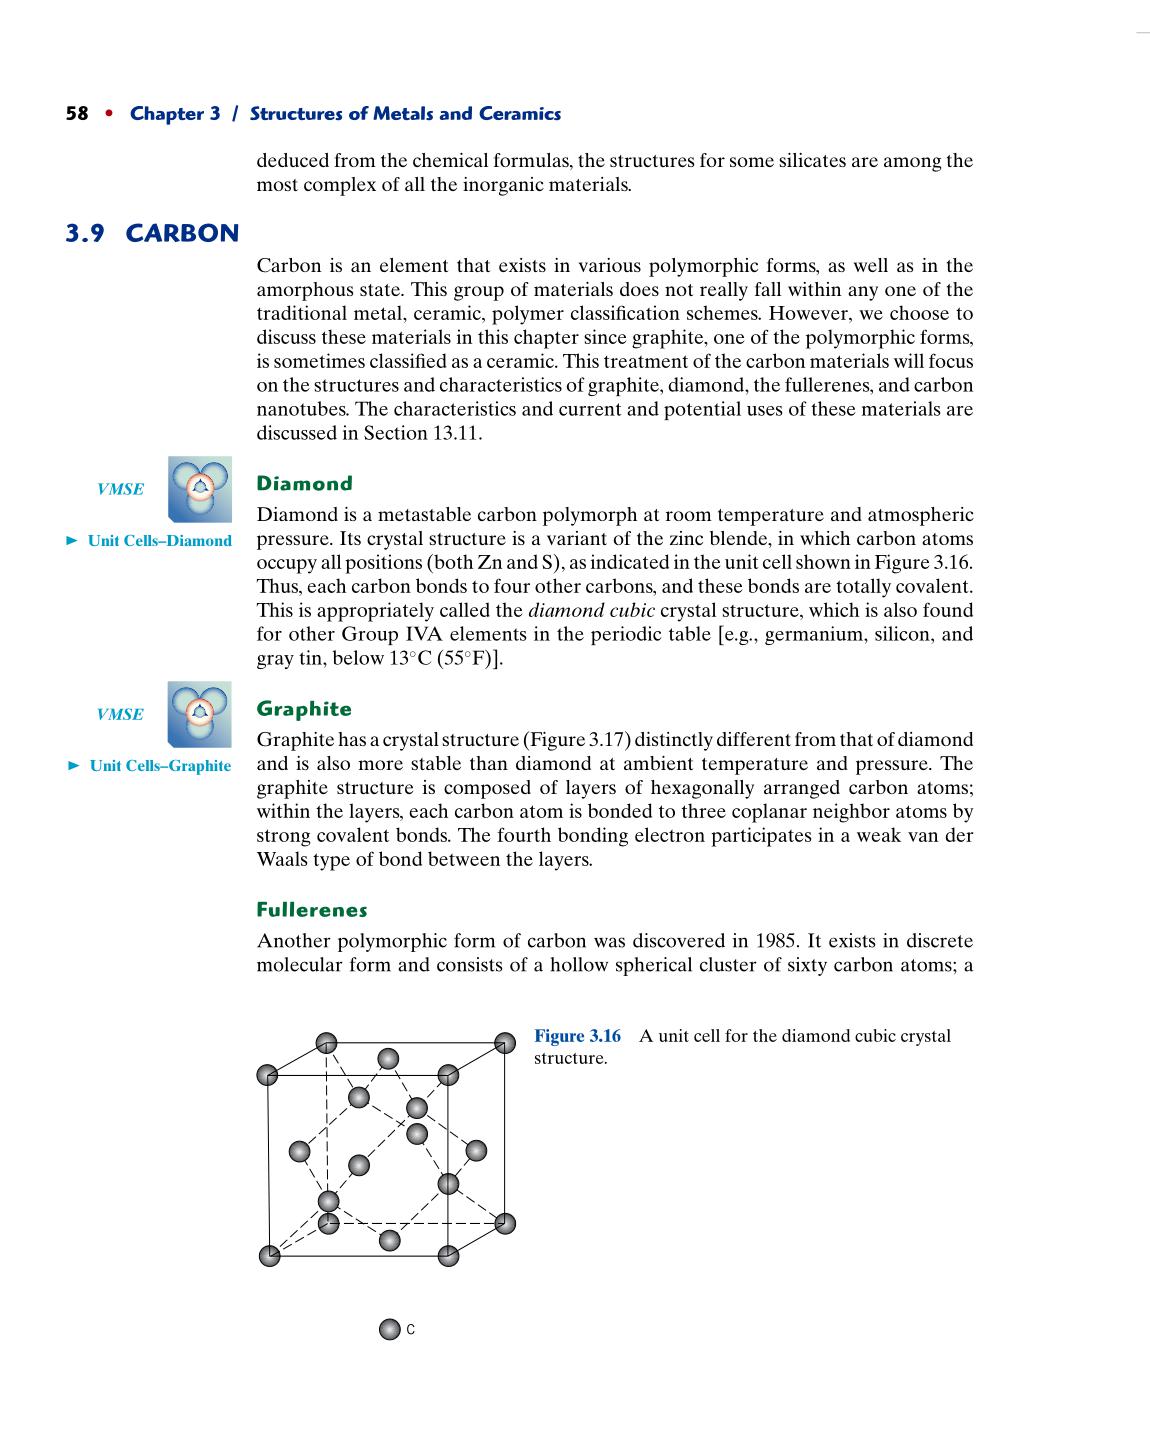 58 • Chapter 3 / Structures of Metals and Ceramics
deduced from the chemical formulas, the structures for some silicates are among the
most complex of all the inorganic materials.
3.9 CARBON
Carbon is an element that exists in various polymorphic forms, as well as in the
amorphous state. This group of materials does not really fall within any one of the
traditional metal, ceramic, polymer classification schemes. However, we choose to
discuss these materials in this chapter since graphite, one of the polymorphic forms,
is sometimes classified as a ceramic. This treatment of the carbon materials will focus
on the structures and characteristics of graphite, diamond, the fullerenes, and carbon
nanotubes. The characteristics and current and potential uses of these materials are
discussed in Section 13.11.
VMSE
► Unit Cells–Diamond
Diamond
Diamond is a metastable carbon polymorph at room temperature and atmospheric
pressure. Its crystal structure is a variant of the zinc blende, in which carbon atoms
occupy all positions (both Zn and S), as indicated in the unit cell shown in Figure 3.16.
Thus, each carbon bonds to four other carbons, and these bonds are totally covalent.
This is appropriately called the diamond cubic crystal structure, which is also found
for other Group IVA elements in the periodic table [e.g., germanium, silicon, and
gray tin, below 13°C (55°F)].
VMSE
► Unit Cells–Graphite
Graphite
Graphite has a crystal structure (Figure 3.17) distinctly different from that of diamond
and is also more stable than diamond at ambient temperature and pressure. The
graphite structure is composed of layers of hexagonally arranged carbon atoms;
within the layers, each carbon atom is bonded to three coplanar neighbor atoms by
strong covalent bonds. The fourth bonding electron participates in a weak van der
Waals type of bond between the layers.
Fullerenes
Another polymorphic form of carbon was discovered in 1985. It exists in discrete
molecular form and consists of a hollow spherical cluster of sixty carbon atoms; a
Figure 3.16 A unit cell for the diamond cubic crystal
structure.
C